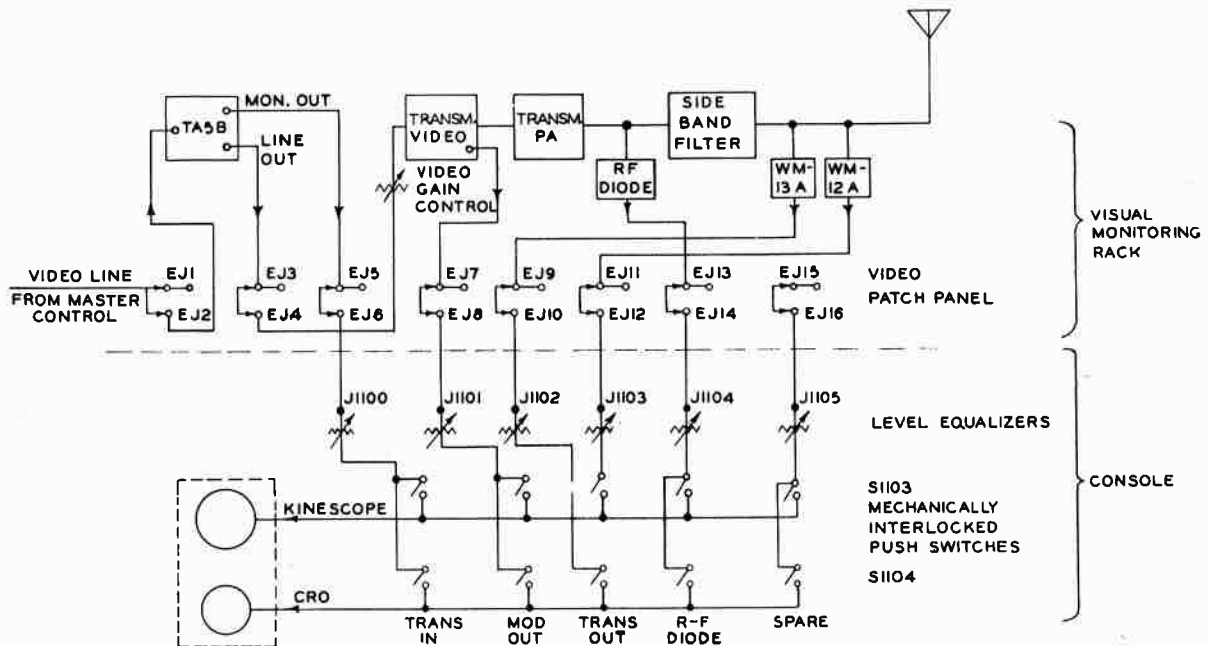 MON. OUT
TA5B
LINE OUT
TRANSM. VIDEO
VIDEO GAIN CONTROL
TRANSM. PA
SIDE BAND FILTER
RF DIODE
WM-13A
WM-12A
VISUAL MONITORING RACK
VIDEO LINE
FROM MASTER CONTROL
EJ1
EJ3
EJ5
EJ7
EJ9
EJ11
EJ13
EJ15
VIDEO PATCH PANEL
EJ2
EJ4
EJ6
EJ8
EJ10
EJ12
EJ14
EJ16
J1100
J1101
J1102
J1103
J1104
J1105
LEVEL EQUALIZERS
CONSOLE
KINESCOPE
S1103
MECHANICALLY
INTERLOCKED
PUSH SWITCHES
S1104
CRO
TRANS IN
MOD OUT
TRANS OUT
R-F DIODE
SPARE